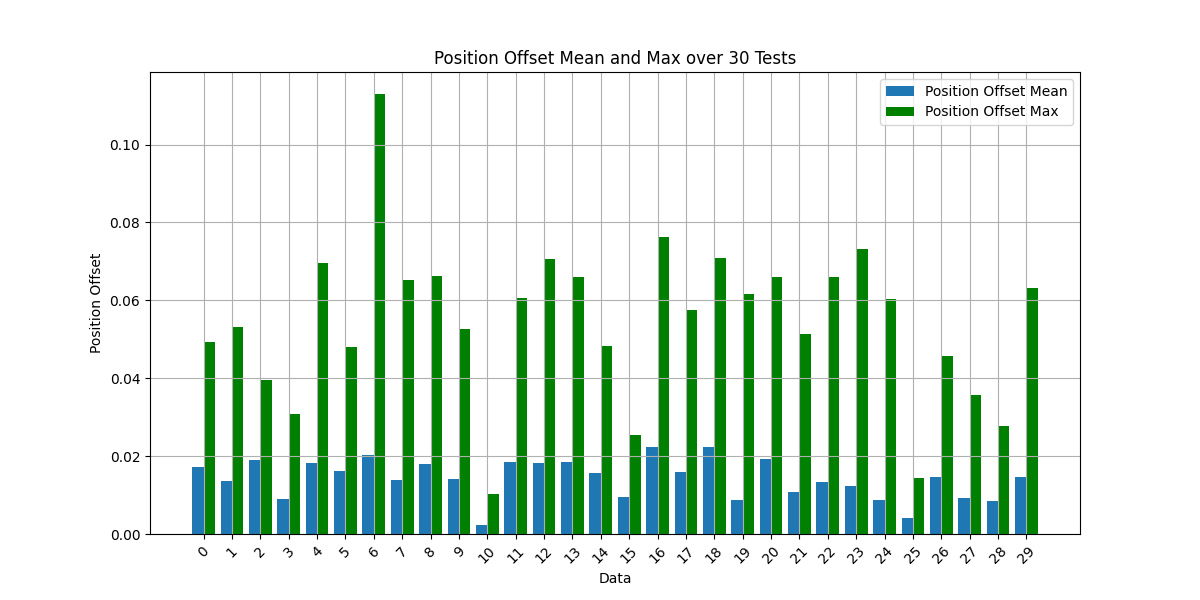 Position Offset Mean and Max over 30 Tests
Position Offset Mean
Position Offset Max
Position Offset
0.10
0.08
0.06
0.04
0.02
0.00
0 1 2 3 4 5 6 7 8 9 10 11 12 13 14 15 16 17 18 19 20 21 22 23 24 25 26 27 28 29
Data